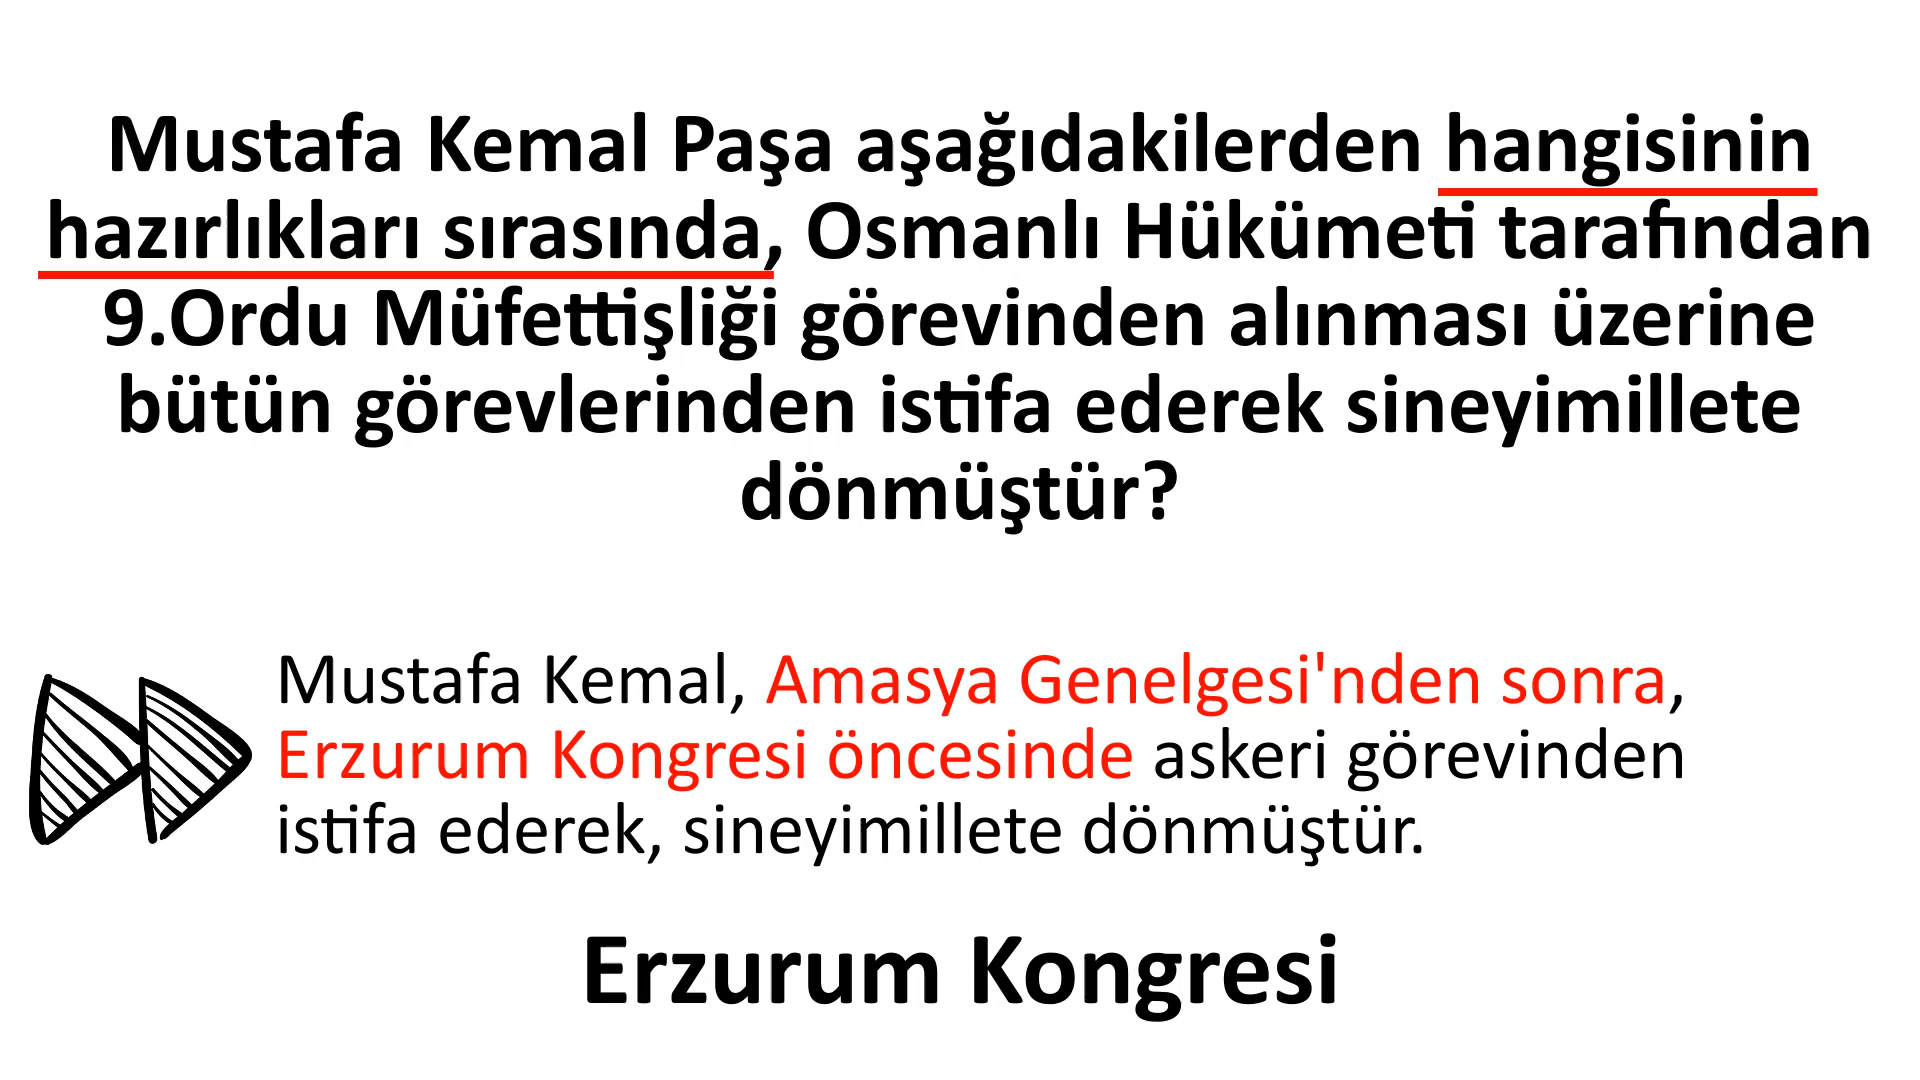 Mustafa Kemal Paşa aşağıdakilerden hangisinin
hazırlıkları sırasında, Osmanlı Hükümeti tarafından
9.Ordu Müfettişliği görevinden alınması üzerine
bütün görevlerinden istifa ederek sineyimillete
dönmüştür?
Mustafa Kemal, Amasya Genelgesi'nden sonra,
Erzurum Kongresi öncesinde askeri görevinden
istifa ederek, sineyimillete dönmüştür.
Erzurum Kongresi